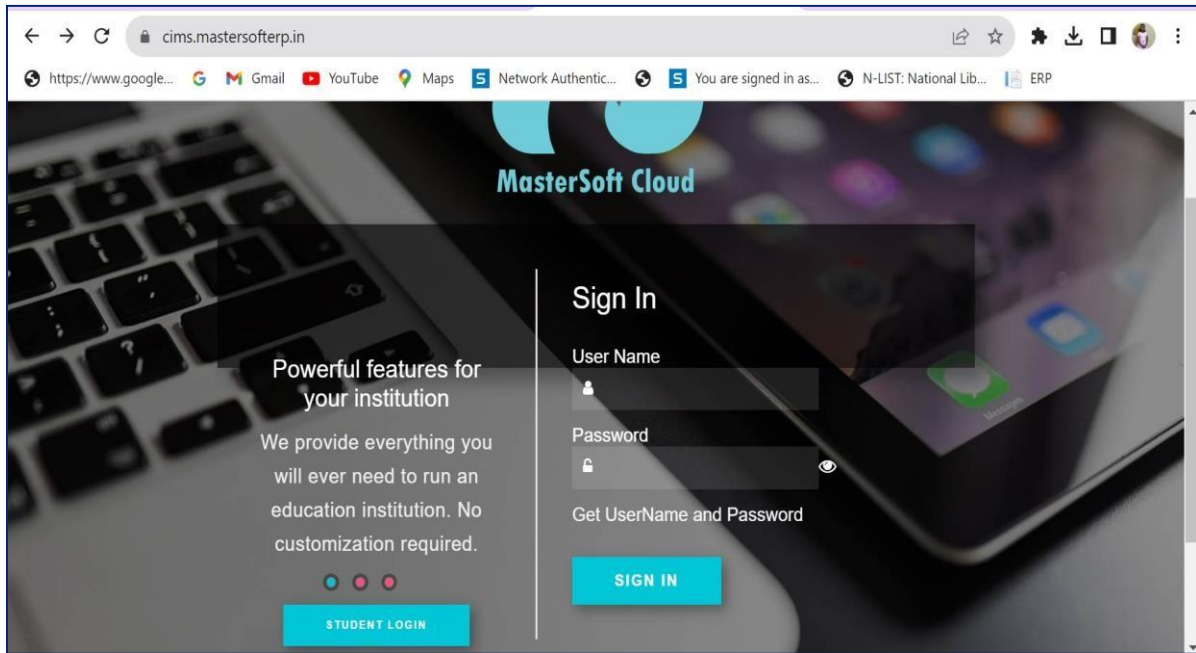 cims.mastersofterp.in
https://www.google... Gmail YouTube Maps Network Authentic... You are signed in as... N-LIST: National Lib... ERP
MasterSoft Cloud
Powerful features for
your institution
We provide everything you
will ever need to run an
education institution. No
customization required.
STUDENT LOGIN
Sign In
User Name
Password
Get UserName and Password
SIGN IN
Messages